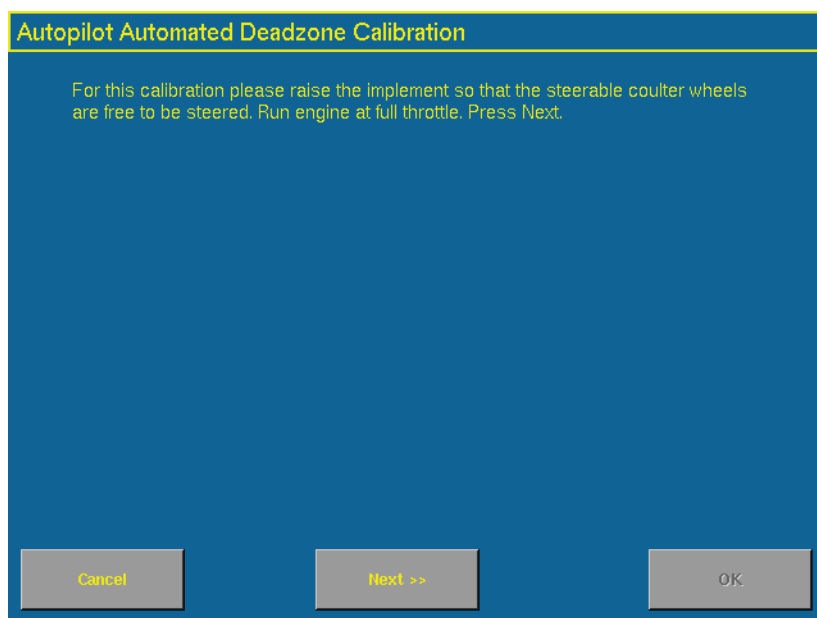 Autopilot Automated Deadzone Calibration
For this calibration please raise the implement so that the steerable coulter wheels
are free to be steered. Run engine at full throttle. Press Next.
Cancel
Next >>
OK